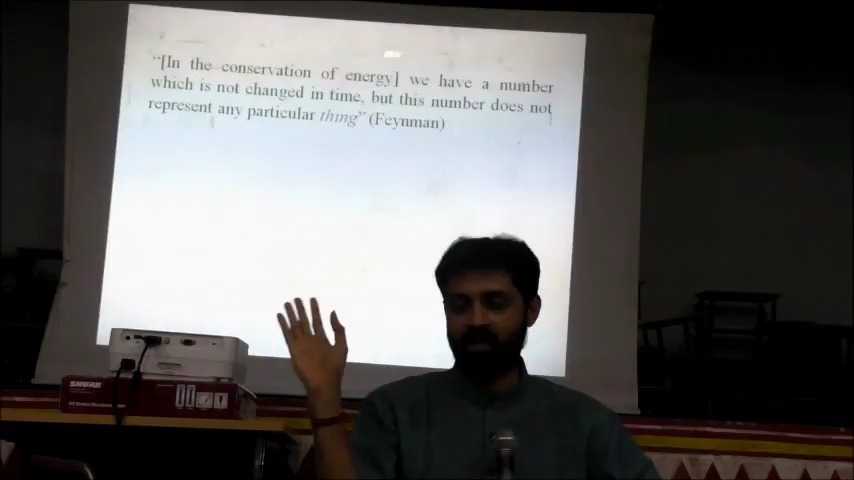 “[In the conservation of energy] we have a number
which is not changed in time, but this number does not
represent any particular thing” (Feynman)
SHURE